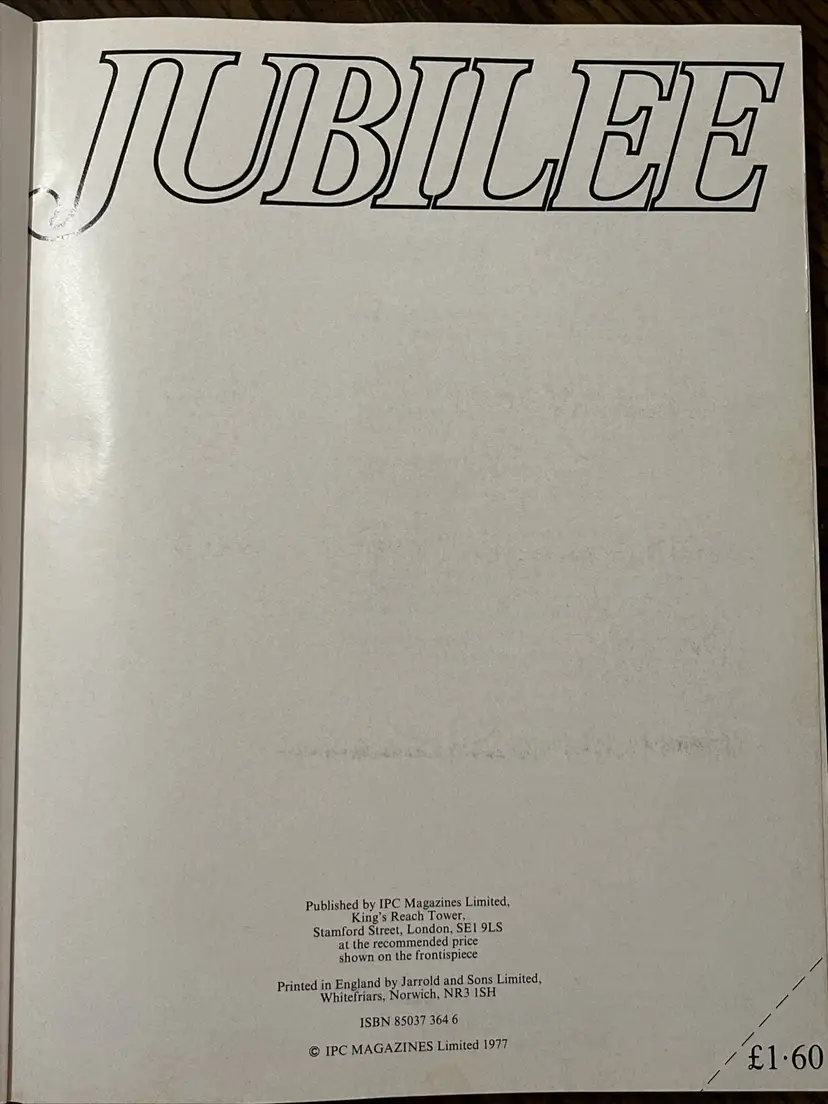 JUBILEE
Published by IPC Magazines Limited,
King's Reach Tower,
Stamford Street, London, SE1 9LS
at the recommended price
shown on the frontispiece
Printed in England by Jarrold and Sons Limited,
Whitefriars, Norwich, NR3 1SH
ISBN 85037 364 6
© IPC MAGAZINES Limited 1977
£1·60